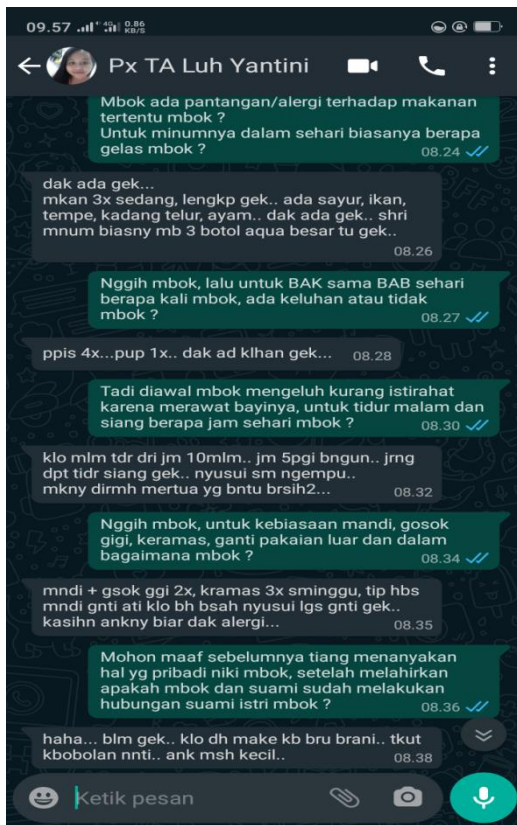 09.57 4G 0.86 KB/S
Px TA Luh Yantini
Mbok ada pantangan/alergi terhadap makanan
tertentu mbok ?
Untuk minumnya dalam sehari biasanya berapa
gelas mbok ?
08.24
dak ada gek...
mkan 3x sedang, lengkp gek.. ada sayur, ikan,
tempe, kadang telur, ayam.. dak ada gek.. shri
mnum biasny mb 3 botol aqua besar tu gek..
08.26
Nggih mbok, lalu untuk BAK sama BAB sehari
berapa kali mbok, ada keluhan atau tidak
mbok ?
08.27
ppis 4x...pup 1x.. dak ad klhan gek...
08.28
Tadi diawal mbok mengeluh kurang istirahat
karena merawat bayinya, untuk tidur malam dan
siang berapa jam sehari mbok ?
08.30
klo mlm tdr dri jm 10mlm.. jm 5pgi bngun.. jrng
dpt tidr siang gek.. nyusui sm ngempu..
mkny dirmh mertua yg bntu brsih2...
08.32
Nggih mbok, untuk kebiasaan mandi, gosok
gigi, keramas, ganti pakaian luar dan dalam
bagaimana mbok ?
08.34
mndi + gsok ggi 2x, kramas 3x sminggu, tip hbs
mndi gnti ati klo bh bsah nyusui lgs gnti gek..
kasihn ankny biar dak alergi...
08.35
Mohon maaf sebelumnya tiang menanyakan
hal yg pribadi niki mbok, setelah melahirkan
apakah mbok dan suami sudah melakukan
hubungan suami istri mbok ?
08.36
haha... blm gek.. klo dh make kb bru brani.. tkut
kbobolan nnti.. ank msh kecil..
08.38
Ketik pesan